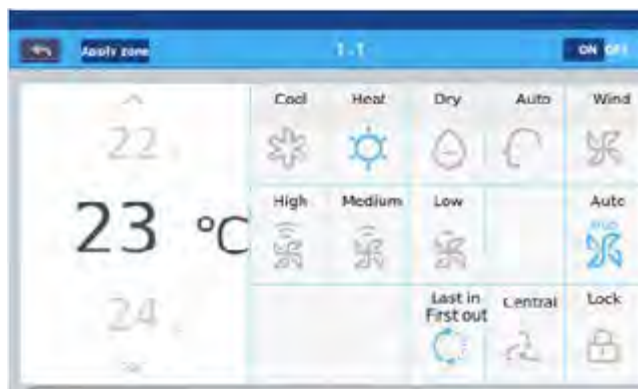 Apply zone
1-1
ON OFF
22
23 °C
24
Cool Heat Dry Auto Wind
High Medium Low Auto
Last in
First out
Central
Lock